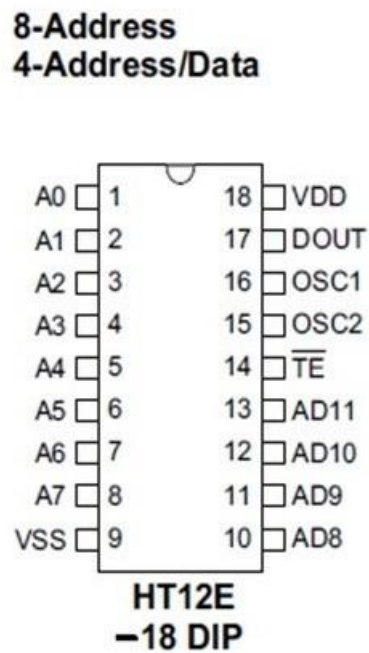 8-Address
4-Address/Data
A0 1 18 VDD
A1 2 17 DOUT
A2 3 16 OSC1
A3 4 15 OSC2
A4 5 14 T̅E̅
A5 6 13 AD11
A6 7 12 AD10
A7 8 11 AD9
VSS 9 10 AD8
HT12E
–18 DIP